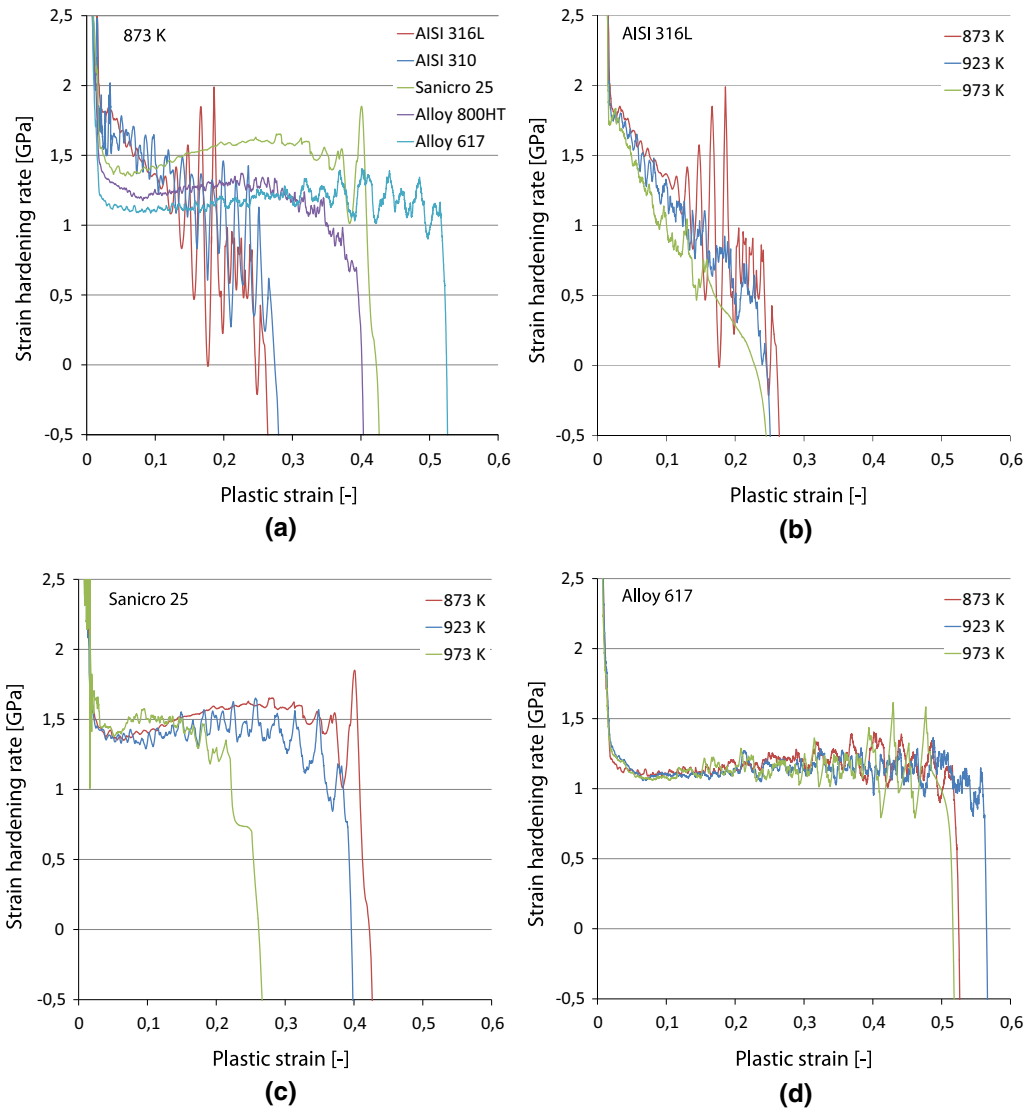 2,5
2
1,5
1
0,5
0
-0,5
Strain hardening rate [GPa]
873 K
AISI 316L
AISI 310
Sanicro 25
Alloy 800HT
Alloy 617
0 0,1 0,2 0,3 0,4 0,5 0,6
Plastic strain [-]
(a)
2,5
2
1,5
1
0,5
0
-0,5
Strain hardening rate [GPa]
AISI 316L
873 K
923 K
973 K
0 0,1 0,2 0,3 0,4 0,5 0,6
Plastic strain [-]
(b)
2,5
2
1,5
1
0,5
0
-0,5
Strain hardening rate [GPa]
Sanicro 25
873 K
923 K
973 K
0 0,1 0,2 0,3 0,4 0,5 0,6
Plastic strain [-]
(c)
2,5
2
1,5
1
0,5
0
-0,5
Strain hardening rate [GPa]
Alloy 617
873 K
923 K
973 K
0 0,1 0,2 0,3 0,4 0,5 0,6
Plastic strain [-]
(d)